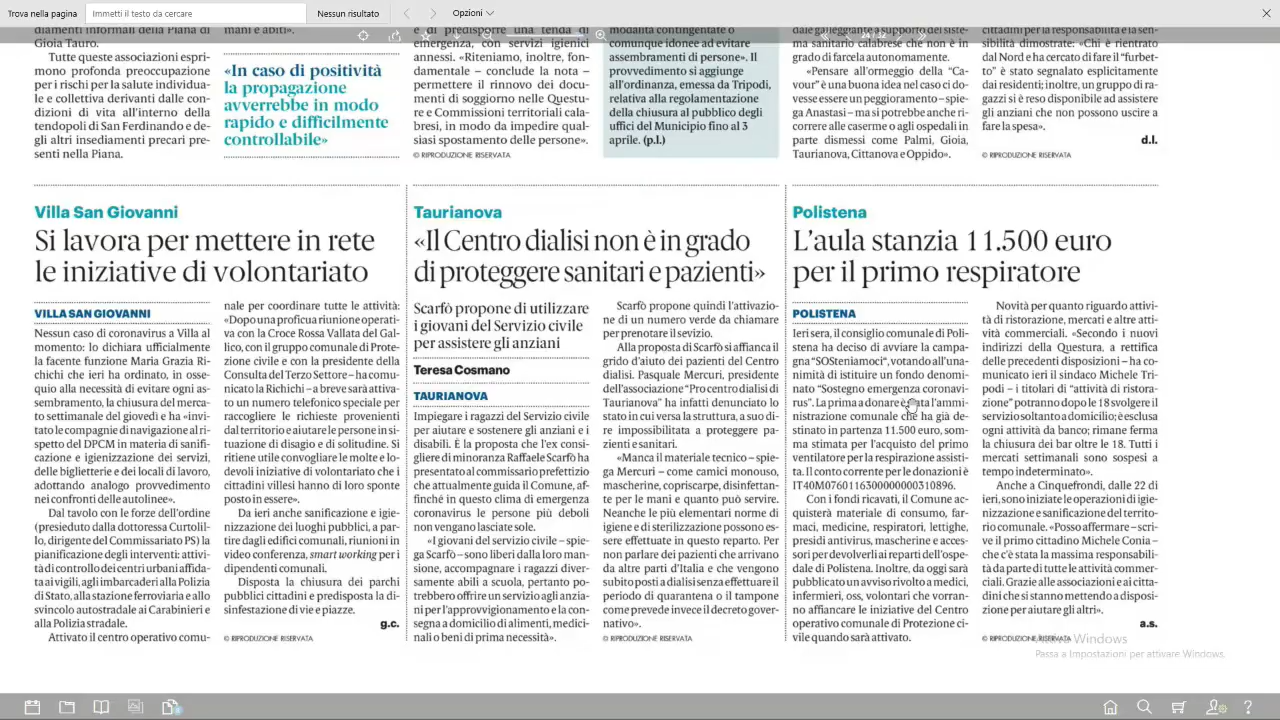 Trova nella pagina
Immetti il testo da cercare
Nessun risultato
Opzioni
diamenti informali della Piana di
Gioia Tauro.
Tutte queste associazioni espri-
mono profonda preoccupazione
per i rischi per la salute individua-
le e collettiva derivanti dalle con-
dizioni di vita all'interno della
tendopoli di San Ferdinando e de-
gli altri insediamenti precari pre-
senti nella Piana.
mani e abiti».
«In caso di positività
la propagazione
avverrebbe in modo
rapido e difficilmente
controllabile»
e di predisporre una tenda di
emergenza, con servizi igienici
annessi. «Riteniamo, inoltre, fon-
damentale – conclude la nota –
permettere il rinnovo dei docu-
menti di soggiorno nelle Questu-
re e Commissioni territoriali cala-
bresi, in modo da impedire qual-
siasi spostamento delle persone».
© RIPRODUZIONE RISERVATA
modalità contingentate o
comunque idonee ad evitare
assembramenti di persone». Il
provvedimento si aggiunge
all'ordinanza, emessa da Tripodi,
relativa alla regolamentazione
della chiusura al pubblico degli
uffici del Municipio fino al 3
aprile. (p.l.)
dale galleggiante a supporto del sis-
tema sanitario calabrese che non è in
grado di farcela autonomamente.
«Pensare all'ormeggio della "Ca-
vour" è una buona idea nel caso ci do-
vesse essere un peggioramento – spie-
ga Anastasi – ma si potrebbe anche ri-
correre alle caserme o agli ospedali in
parte dismessi come Palmi, Gioia,
Taurianova, Cittanova e Oppido».
cittadini per la responsabilità e la sen-
sibilità dimostrate: «Chi è rientrato
dal Nord e ha cercato di fare il "furbet-
to" è stato segnalato esplicitamente
dai residenti; inoltre, un gruppo di ra-
gazzi si è reso disponibile ad assistere
gli anziani che non possono uscire a
fare la spesa».
d.l.
© RIPRODUZIONE RISERVATA
Villa San Giovanni
Si lavora per mettere in rete
le iniziative di volontariato
VILLA SAN GIOVANNI
Nessun caso di coronavirus a Villa al
momento: lo dichiara ufficialmente
la facente funzione Maria Grazia Ri-
chichi che ieri ha ordinato, in osse-
quio alla necessità di evitare ogni as-
sembramento, la chiusura del merca-
to settimanale del giovedì e ha «invi-
tato le compagnie di navigazione al ri-
spetto del DPCM in materia di sanifi-
cazione e igienizzazione dei servizi,
delle biglietterie e dei locali di lavoro,
adottando analogo provvedimento
nei confronti delle autolinee».
Dal tavolo con le forze dell'ordine
(presieduto dalla dottoressa Curtolil-
lo, dirigente del Commissariato PS) la
pianificazione degli interventi: attivi-
tà di controllo dei centri urbani affida-
ta ai vigili, agli imbarcaderi alla Polizia
di Stato, alla stazione ferroviaria e allo
svincolo autostradale ai Carabinieri e
alla Polizia stradale.
Attivato il centro operativo comu-
nale per coordinare tutte le attività:
«Dopo una proficua riunione operati-
va con la Croce Rossa Vallata del Gal-
lico, con il gruppo comunale di Prote-
zione civile e con la presidente della
Consulta del Terzo Settore – ha comu-
nicato la Richichi – a breve sarà attiva-
to un numero telefonico speciale per
raccogliere le richieste provenienti
dal territorio e aiutare le persone in si-
tuazione di disagio e di solitudine. Si
ritiene utile convogliare le molte e lo-
devoli iniziative di volontariato che i
cittadini villesi hanno di loro sponte
posto in essere».
Da ieri anche sanificazione e igie-
nizzazione dei luoghi pubblici, a par-
tire dagli edifici comunali, riunioni in
video conferenza, smart working per i
dipendenti comunali.
Disposta la chiusura dei parchi
pubblici cittadini e predisposta la di-
sinfestazione di vie e piazze.
g.c.
© RIPRODUZIONE RISERVATA
Taurianova
«Il Centro dialisi non è in grado
di proteggere sanitari e pazienti»
Scarfò propone di utilizzare
i giovani del Servizio civile
per assistere gli anziani
Teresa Cosmano
TAURIANOVA
Impiegare i ragazzi del Servizio civile
per aiutare e sostenere gli anziani e i
disabili. È la proposta che l'ex consi-
gliere di minoranza Raffaele Scarfò ha
presentato al commissario prefettizio
che attualmente guida il Comune, af-
finché in questo clima di emergenza
coronavirus le persone più deboli
non vengano lasciate sole.
«I giovani del servizio civile – spie-
ga Scarfò – sono liberi dalla loro man-
sione, accompagnare i ragazzi diver-
samente abili a scuola, pertanto po-
trebbero offrire un servizio agli anzia-
ni per l'approvvigionamento e la con-
segna a domicilio di alimenti, medici-
nali o beni di prima necessità».
Scarfò propone quindi l'attivazio-
ne di un numero verde da chiamare
per prenotare il sevizio.
Alla proposta di Scarfò si affianca il
grido d'aiuto dei pazienti del Centro
dialisi. Pasquale Mercuri, presidente
dell'associazione "Pro centro dialisi di
Taurianova" ha infatti denunciato lo
stato in cui versa la struttura, a suo di-
re impossibilitata a proteggere pa-
zienti e sanitari.
«Manca il materiale tecnico – spie-
ga Mercuri – come camici monouso,
mascherine, copriscarpe, disinfettan-
te per le mani e quanto può servire.
Neanche le più elementari norme di
igiene e di sterilizzazione possono es-
sere effettuate in questo reparto. Per
non parlare dei pazienti che arrivano
da altre parti d'Italia e che vengono
subito posti a dialisi senza effettuare il
periodo di quarantena o il tampone
come prevede invece il decreto gover-
nativo».
© RIPRODUZIONE RISERVATA
Polistena
L'aula stanzia 11.500 euro
per il primo respiratore
POLISTENA
Ieri sera, il consiglio comunale di Poli-
stena ha deciso di avviare la campa-
gna "SOSteniamoci", votando all'una-
nimità di istituire un fondo denomi-
nato "Sostegno emergenza coronavi-
rus". La prima a donare è stata l'ammi-
nistrazione comunale che ha già de-
stinato in partenza 11.500 euro, som-
ma stimata per l'acquisto del primo
ventilatore per la respirazione assisti-
ta. Il conto corrente per le donazioni è
IT40M0760116300000000310896.
Con i fondi ricavati, il Comune ac-
quisterà materiale di consumo, far-
maci, medicine, respiratori, lettighe,
presidi antivirus, mascherine e acces-
sori per devolverli ai reparti dell'ospe-
dale di Polistena. Inoltre, da oggi sarà
pubblicato un avviso rivolto a medici,
infermieri, oss, volontari che vorran-
no affiancare le iniziative del Centro
operativo comunale di Protezione ci-
vile quando sarà attivato.
Novità per quanto riguardo attivi-
tà di ristorazione, mercati e altre atti-
vità commerciali. «Secondo i nuovi
indirizzi della Questura, a rettifica
delle precedenti disposizioni – ha co-
municato ieri il sindaco Michele Tri-
podi – i titolari di "attività di ristora-
zione" potranno dopo le 18 svolgere il
servizio soltanto a domicilio; è esclusa
ogni attività da banco; rimane ferma
la chiusura dei bar oltre le 18. Tutti i
mercati settimanali sono sospesi a
tempo indeterminato».
Anche a Cinquefrondi, dalle 22 di
ieri, sono iniziate le operazioni di igie-
nizzazione e sanificazione del territo-
rio comunale. «Posso affermare – scri-
ve il primo cittadino Michele Conia –
che c'è stata la massima responsabili-
tà da parte di tutte le attività commer-
ciali. Grazie alle associazioni e ai citta-
dini che si stanno mettendo a disposi-
zione per aiutare gli altri».
a.s.
© RIPRODUZIONE RISERVATA
Windows
Passa a Impostazioni per attivare Windows.